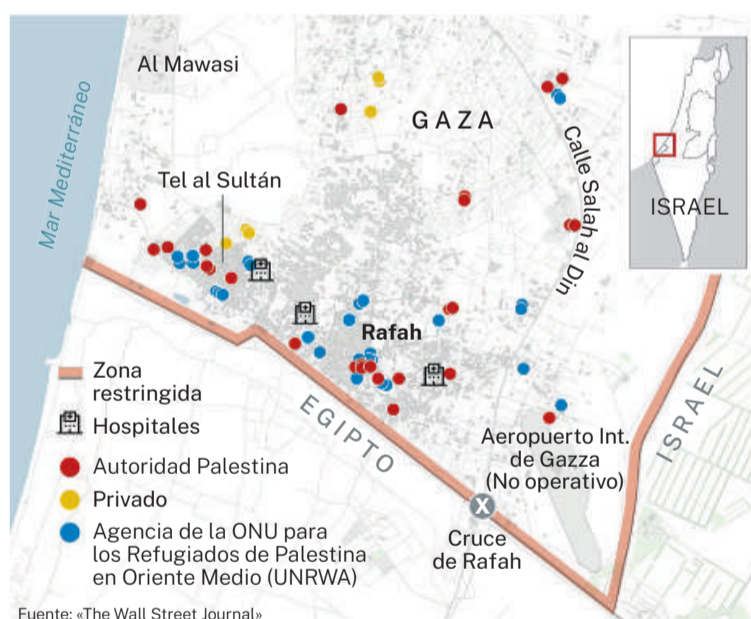 Al Mawasi
Mar Mediterráneo
GAZA
Calle Salah al Din
Tel al Sultán
ISRAEL
Rafah
Zona
restringida
Hospitales
EGIPTO
ISRAEL
Autoridad Palestina
Aeropuerto Int.
de Gazza
(No operativo)
Privado
X
Agencia de la ONU para
los Refugiados de Palestina
en Oriente Medio (UNRWA)
Cruce
de Rafah
Fuente: «The Wall Street Journal»